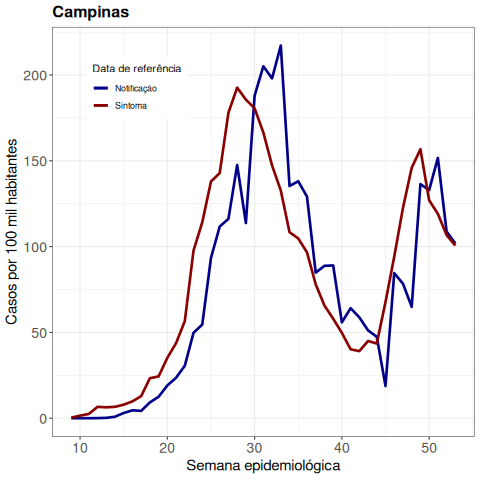 Campinas
Data de referência
Notificação
Sintoma
200
150
100
50
0
10 20 30 40 50
Casos por 100 mil habitantes
Semana epidemiológica